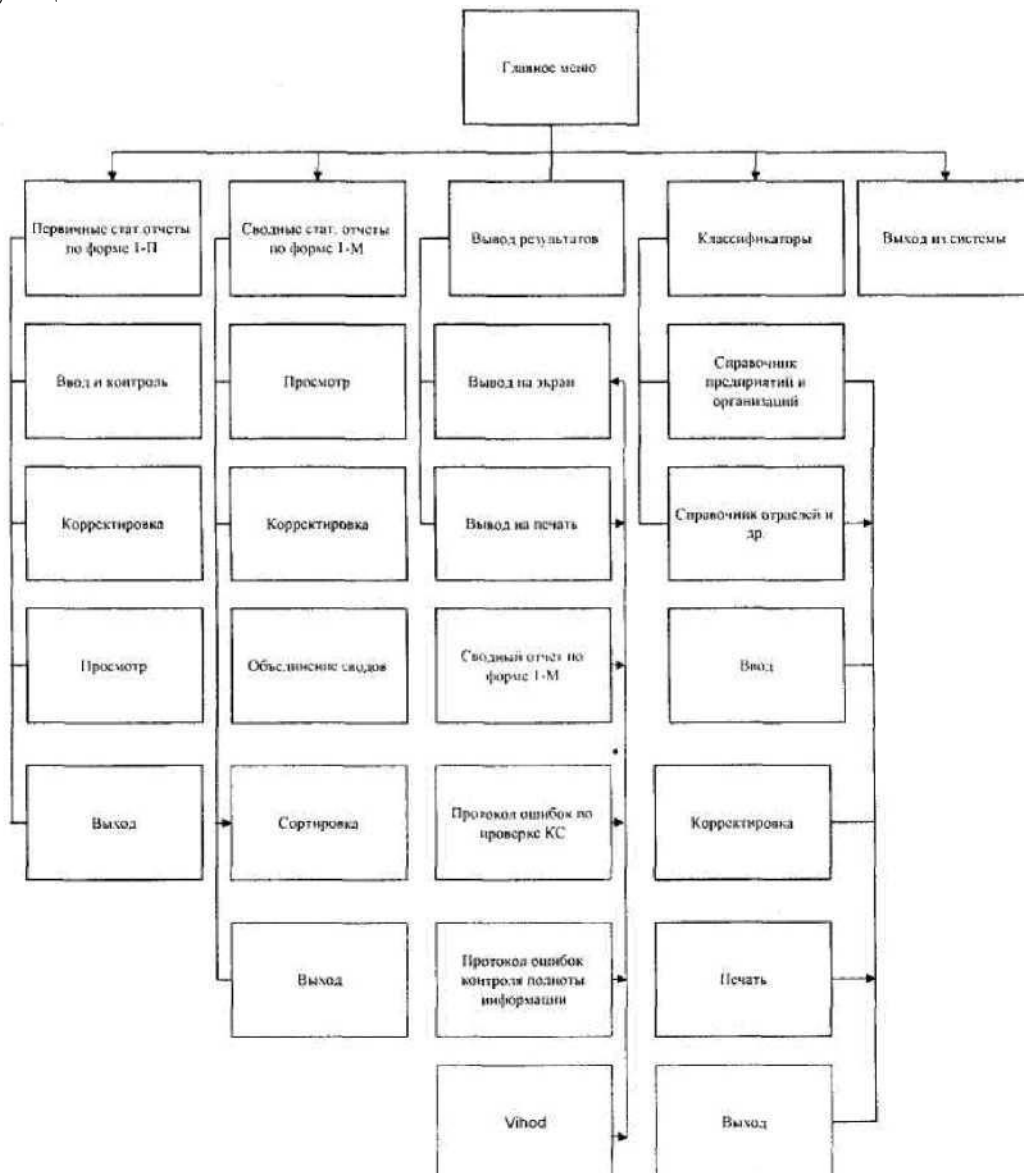 Главное меню
Первичные стат.отчеты
по форме 1-П
Сводные стат. отчеты
по форме 1-М
Вывод результатов
Классификаторы
Выход из системы
Ввод и контроль
Просмотр
Вывод на экран
Справочник
предприятий и
организаций
Корректировка
Корректировка
Вывод на печать
Справочник отраслей и
др.
Просмотр
Объединение сводов
Сводный отчет по
форме 1-М
Ввод
Выход
Сортировка
Протокол ошибок по
проверке КС
Корректировка
Выход
Протокол ошибок
контроля полноты
информации
Печать
Vihod
Выход